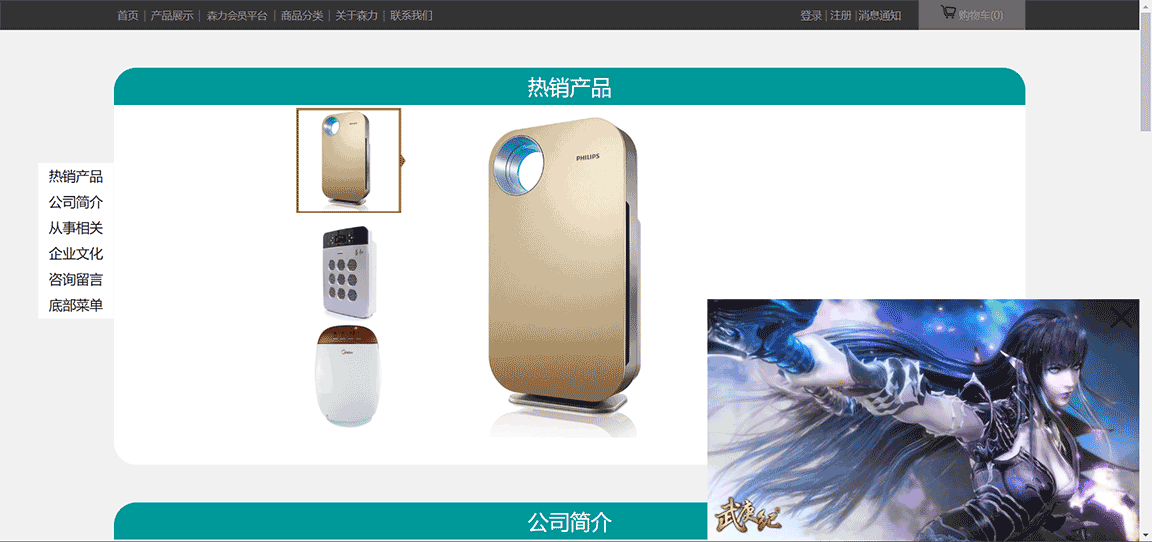 首页 | 产品展示 | 森力会员平台 | 商品分类 | 关于森力 | 联系我们
登录 | 注册 |消息通知
购物车(0)
热销产品
热销产品
公司简介
从事相关
企业文化
咨询留言
底部菜单
PHILIPS
武庚纪
公司简介